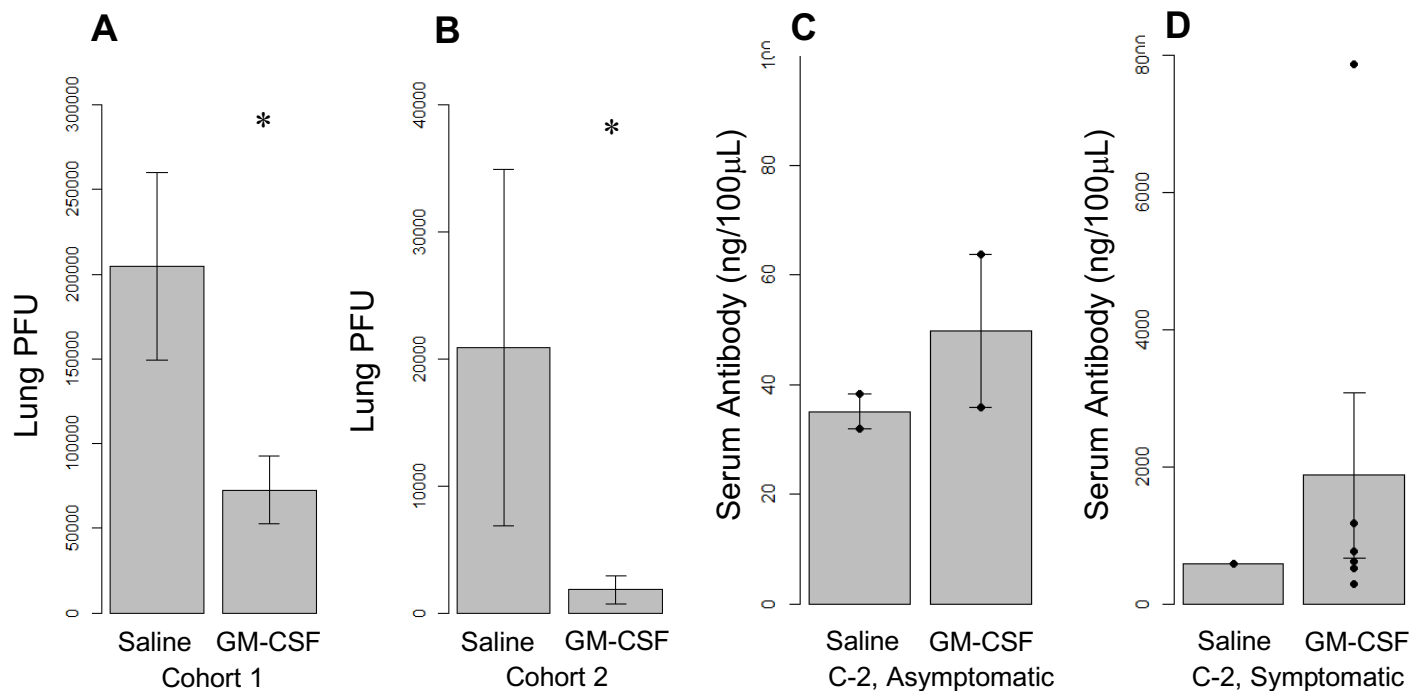 A
Lung PFU
0
50000
100000
150000
200000
250000
300000
*
Saline GM-CSF
Cohort 1
B
Lung PFU
0
10000
20000
30000
40000
*
Saline GM-CSF
Cohort 2
C
Serum Antibody (ng/100μL)
0
20
40
60
80
100
Saline GM-CSF
C-2, Asymptomatic
D
Serum Antibody (ng/100μL)
0
2000
4000
6000
8000
Saline GM-CSF
C-2, Symptomatic